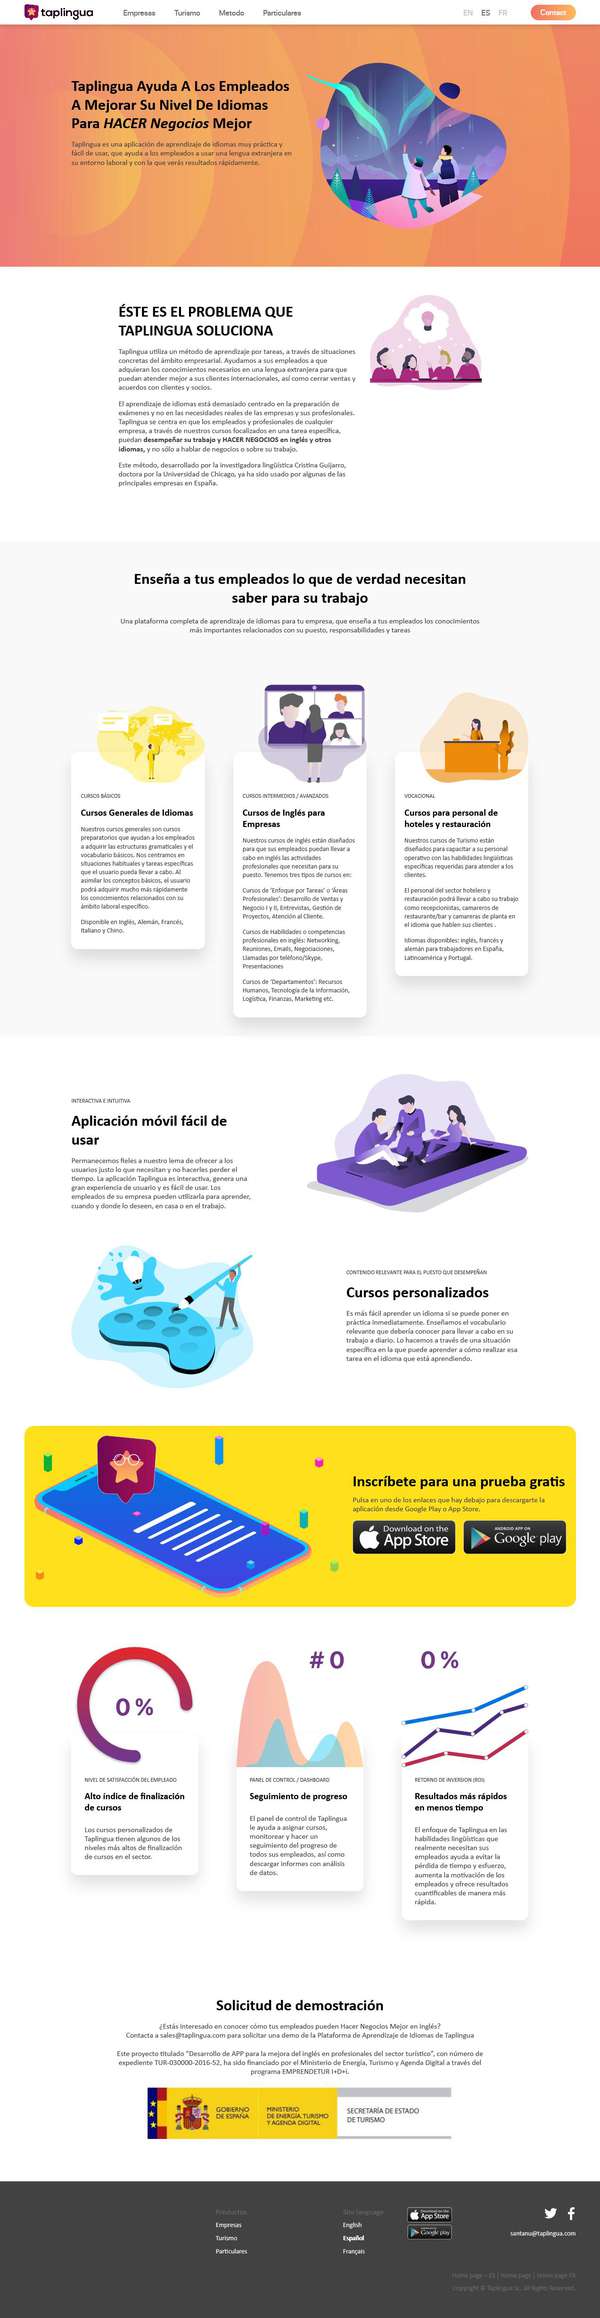 taplingua
Empresas Turismo Metodo Particulares
EN ES FR
Contact
Taplingua Ayuda A Los Empleados
A Mejorar Su Nivel De Idiomas
Para HACER Negocios Mejor
Taplingua es una aplicación de aprendizaje de idiomas muy práctica y
fácil de usar, que ayuda a los empleados a usar una lengua extranjera en
su entorno laboral y con la que verás resultados rápidamente.
ÉSTE ES EL PROBLEMA QUE
TAPLINGUA SOLUCIONA
Taplingua utiliza un método de aprendizaje por tareas, a través de situaciones
concretas del ámbito empresarial. Ayudamos a sus empleados a que
adquieran los conocimientos necesarios en una lengua extranjera para que
puedan atender mejor a sus clientes internacionales, así como cerrar ventas y
acuerdos con clientes y socios.
El aprendizaje de idiomas está demasiado centrado en la preparación de
exámenes y no en las necesidades reales de las empresas y sus profesionales.
Taplingua se centra en que los empleados y profesionales de cualquier
empresa, a través de nuestros cursos focalizados en una tarea específica,
puedan desempeñar su trabajo y HACER NEGOCIOS en inglés y otros
idiomas, y no sólo a hablar de negocios o sobre su trabajo.
Este método, desarrollado por la investigadora lingüística Cristina Guijarro,
doctora por la Universidad de Chicago, ya ha sido usado por algunas de las
principales empresas en España.
Enseña a tus empleados lo que de verdad necesitan
saber para su trabajo
Una plataforma completa de aprendizaje de idiomas para tu empresa, que enseña a tus empleados los conocimientos
más importantes relacionados con su puesto, responsabilidades y tareas
CURSOS BÁSICOS
Cursos Generales de Idiomas
Nuestros cursos generales son cursos
preparatorios que ayudan a los empleados
a adquirir las estructuras gramaticales y el
vocabulario básicos. Nos centramos en
situaciones habituales y tareas específicas
que el usuario pueda llevar a cabo. Al
asimilar los conceptos básicos, el usuario
podrá adquirir mucho más rápidamente
los conocimientos relacionados con su
ámbito laboral específico.
Disponible en Inglés, Alemán, Francés,
Italiano y Chino.
CURSOS INTERMEDIOS / AVANZADOS
Cursos de Inglés para
Empresas
Nuestros cursos de inglés están diseñados
para que sus empleados puedan llevar a
cabo en inglés las actividades
profesionales que necesitan para su
puesto. Tenemos tres tipos de cursos en:
Cursos de 'Enfoque por Tareas' o 'Áreas
Profesionales': Desarrollo de Ventas y
Negocio I y II, Entrevistas, Gestión de
Proyectos, Atención al Cliente.
Cursos de Habilidades o competencias
profesionales en inglés: Networking,
Reuniones, Emails, Negociaciones,
Llamadas por teléfono/Skype,
Presentaciones
Cursos de 'Departamentos': Recursos
Humanos, Tecnología de la Información,
Logística, Finanzas, Marketing etc.
VOCACIONAL
Cursos para personal de
hoteles y restauración
Nuestros cursos de Turismo están
diseñados para capacitar a su personal
operativo con las habilidades lingüísticas
específicas requeridas para atender a los
clientes.
El personal del sector hotelero y
restauración podrá llevar a cabo su trabajo
como recepcionistas, camareros de
restaurante/bar y camareras de planta en
el idioma que hablen sus clientes .
Idiomas disponibles: inglés, francés y
alemán para trabajadores en España,
Latinoamérica y Portugal.
INTERACTIVA E INTUITIVA
Aplicación móvil fácil de
usar
Permanecemos fieles a nuestro lema de ofrecer a los
usuarios justo lo que necesitan y no hacerles perder el
tiempo. La aplicación Taplingua es interactiva, genera una
gran experiencia de usuario y es fácil de usar. Los
empleados de su empresa pueden utilizarla para aprender,
cuando y donde lo deseen, en casa o en el trabajo.
CONTENIDO RELEVANTE PARA EL PUESTO QUE DESEMPEÑAN
Cursos personalizados
Es más fácil aprender un idioma si se puede poner en
práctica inmediatamente. Enseñamos el vocabulario
relevante que debería conocer para llevar a cabo en su
trabajo a diario. Lo hacemos a través de una situación
específica en la que puede aprender a cómo realizar esa
tarea en el idioma que está aprendiendo.
Inscríbete para una prueba gratis
Pulsa en uno de los enlaces que hay debajo para descargarte la
aplicación desde Google Play o App Store.
Download on the
App Store
ANDROID APP ON
Google play
0 %
# 0
0 %
NIVEL DE SATISFACCIÓN DEL EMPLEADO
Alto índice de finalización
de cursos
Los cursos personalizados de
Taplingua tienen algunos de los
niveles más altos de finalización
de cursos en el sector.
PANEL DE CONTROL / DASHBOARD
Seguimiento de progreso
El panel de control de Taplingua
le ayuda a asignar cursos,
monitorear y hacer un
seguimiento del progreso de
todos sus empleados, así como
descargar informes con análisis
de datos.
RETORNO DE INVERSION (ROI)
Resultados más rápidos
en menos tiempo
El enfoque de Taplingua en las
habilidades lingüísticas que
realmente necesitan sus
empleados ayuda a evitar la
pérdida de tiempo y esfuerzo,
aumenta la motivación de los
empleados y ofrece resultados
cuantificables de manera más
rápida.
Solicitud de demostración
¿Estás interesado en conocer cómo tus empleados pueden Hacer Negocios Mejor en inglés?
Contacta a sales@taplingua.com para solicitar una demo de la Plataforma de Aprendizaje de Idiomas de Taplingua
Este proyecto titulado "Desarrollo de APP para la mejora del inglés en profesionales del sector turístico", con número de
expediente TUR-030000-2016-52, ha sido financiado por el Ministerio de Energía, Turismo y Agenda Digital a través del
programa EMPRENDETUR I+D+i.
GOBIERNO
DE ESPAÑA
MINISTERIO
DE ENERGÍA, TURISMO
Y AGENDA DIGITAL
SECRETARÍA DE ESTADO
DE TURISMO
Productos
Empresas
Turismo
Particulares
Site language
English
Español
Français
Download on the
App Store
Google play
santanu@taplingua.com
Home page – ES | Home page | Home page FR
Copyright © Taplingua SL. All Rights Reserved.